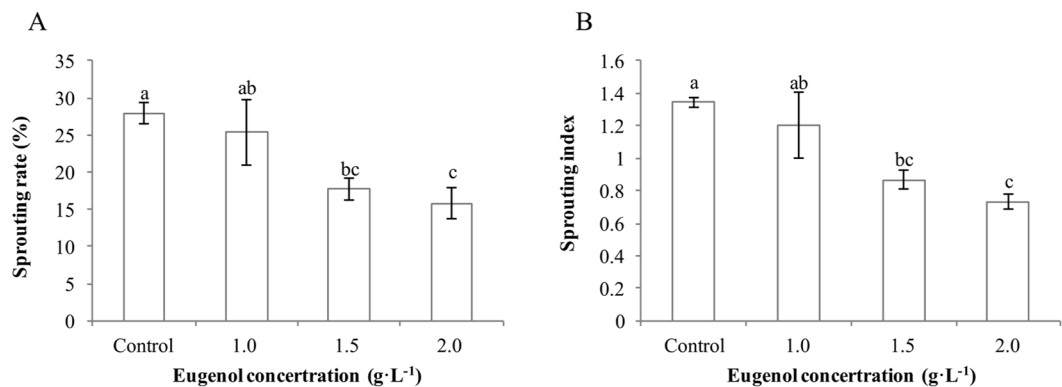 A
Sprouting rate (%)
35
30
25
20
15
10
5
0
a
ab
bc
c
Control 1.0 1.5 2.0
Eugenol concertration (g·L⁻¹)
B
Sprouting index
1.6
1.4
1.2
1
0.8
0.6
0.4
0.2
0
a
ab
bc
c
Control 1.0 1.5 2.0
Eugenol concertration (g·L⁻¹)